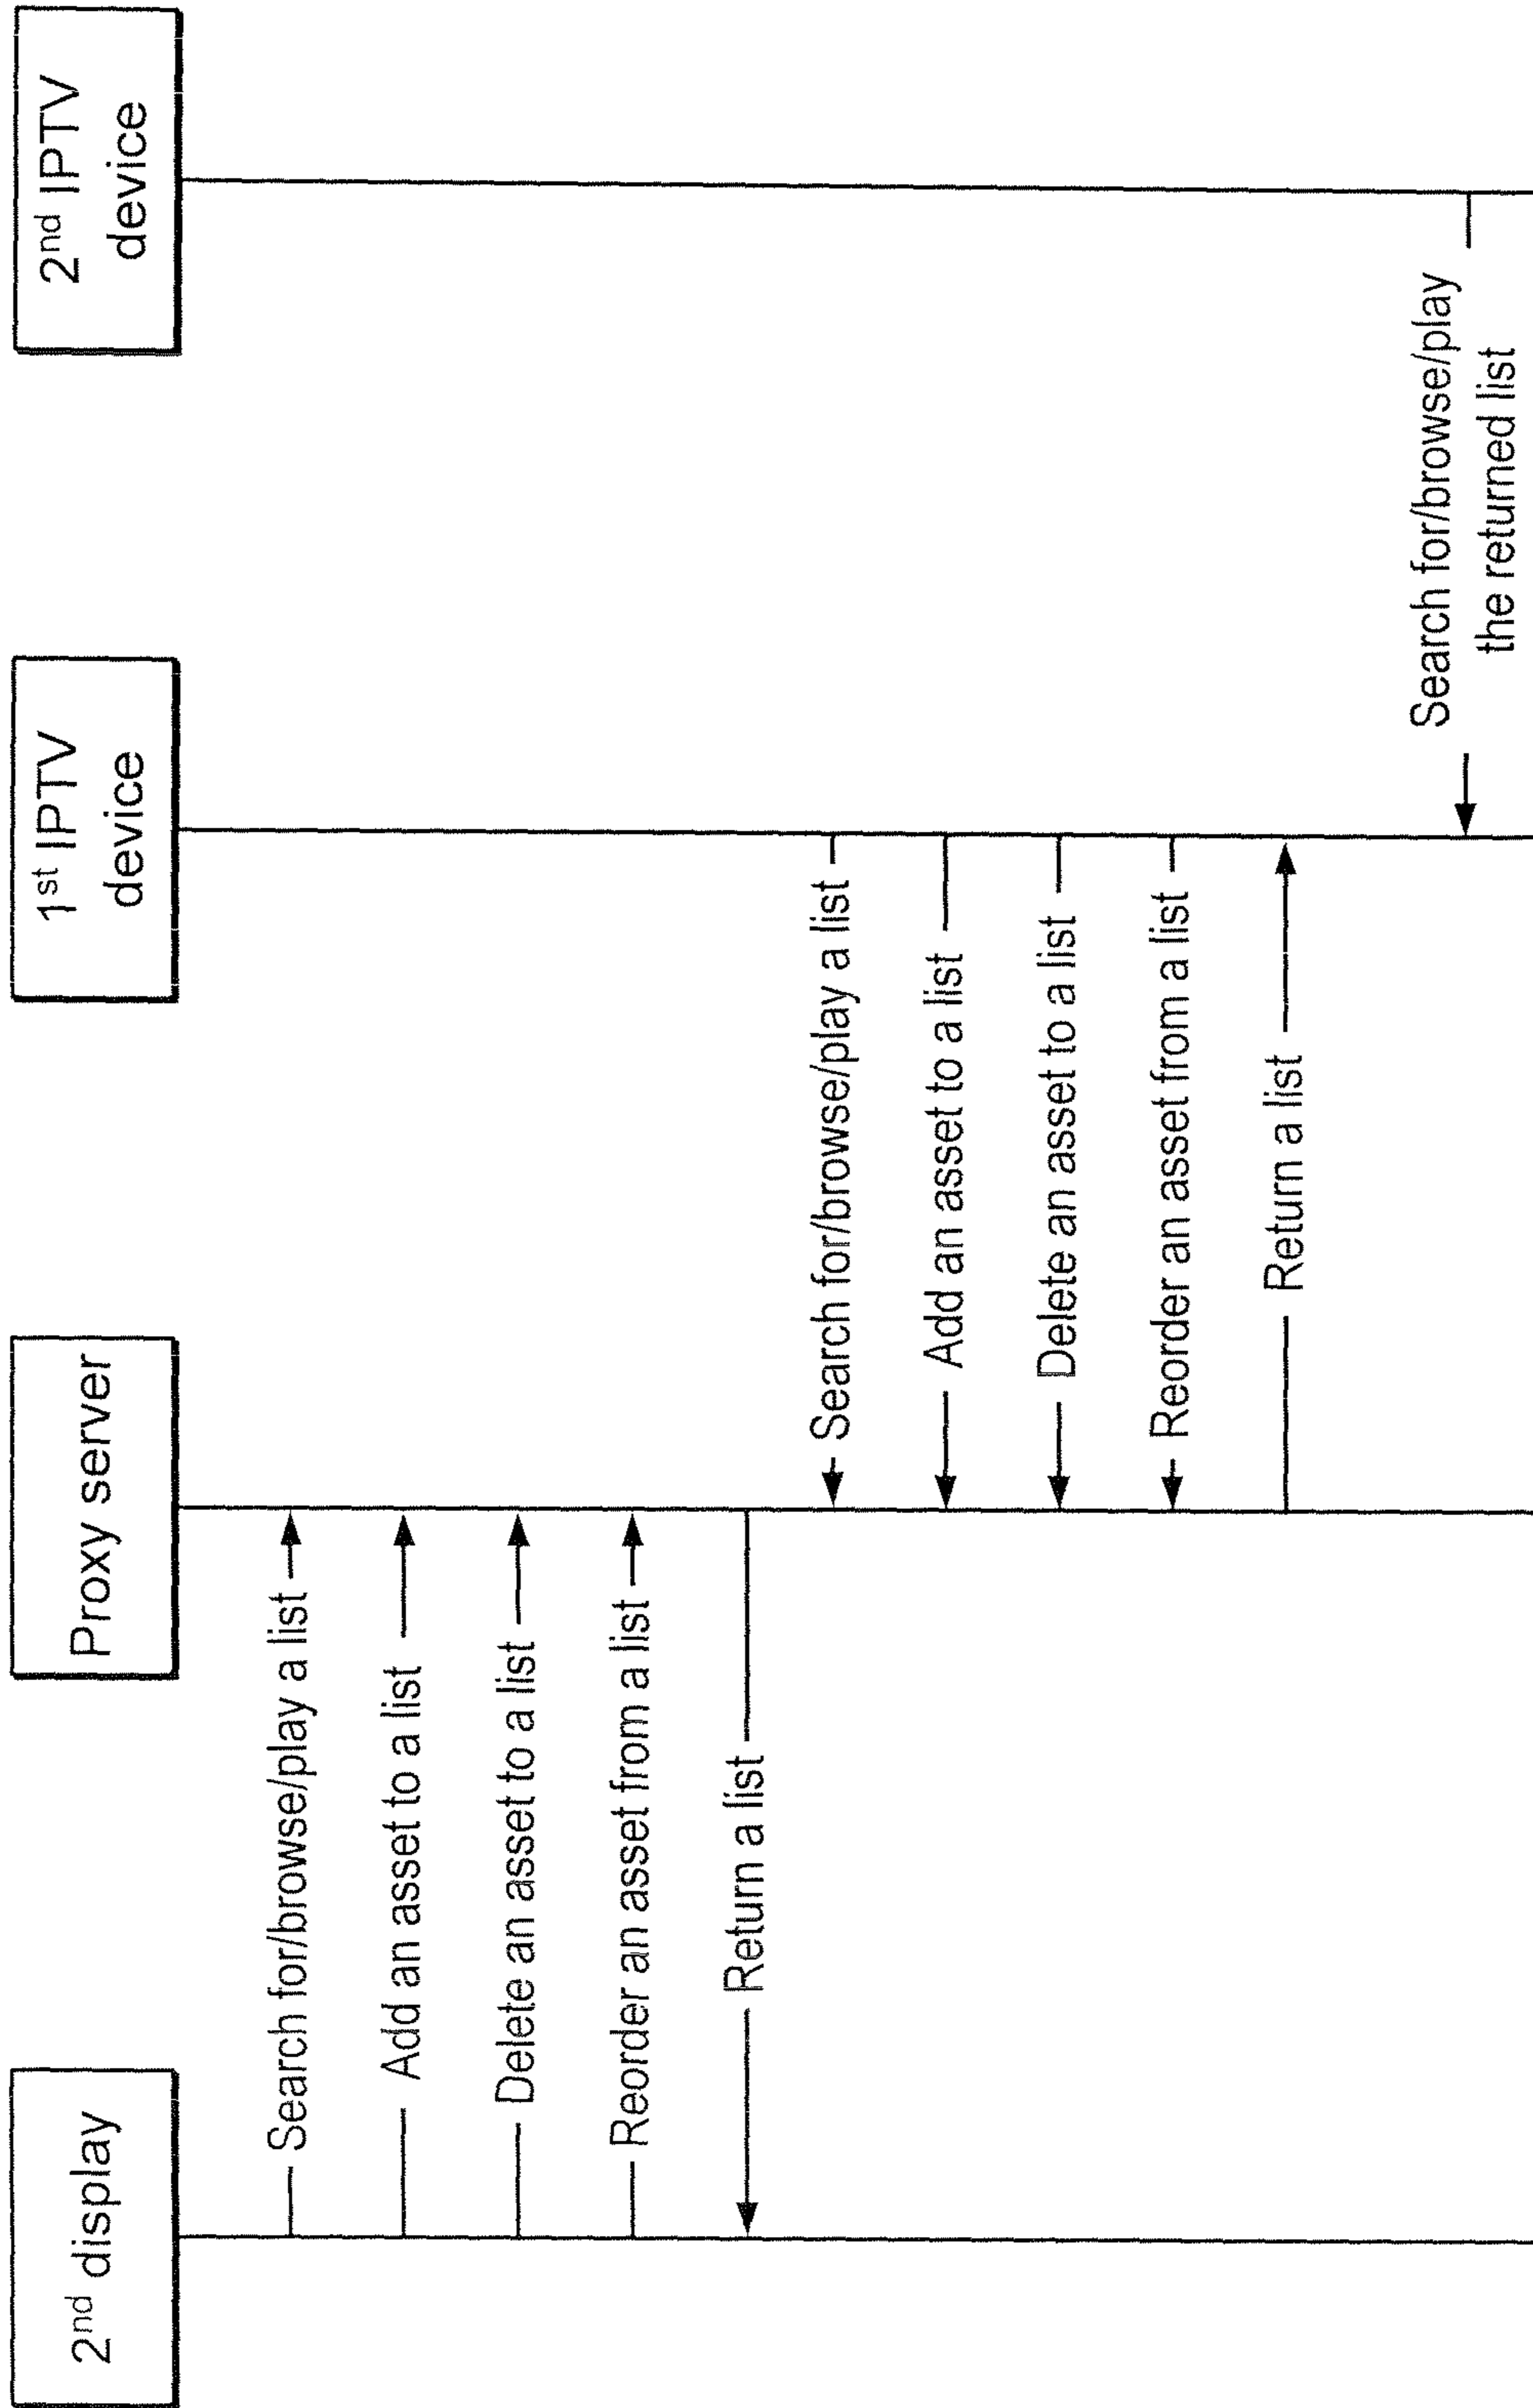 2nd display
Proxy server
1st IPTV
device
2nd IPTV
device
Search for/browse/play a list
Add an asset to a list
Delete an asset to a list
Reorder an asset from a list
Return a list
Search for/browse/play a list
Add an asset to a list
Delete an asset to a list
Reorder an asset from a list
Return a list
Search for/browse/play
the returned list